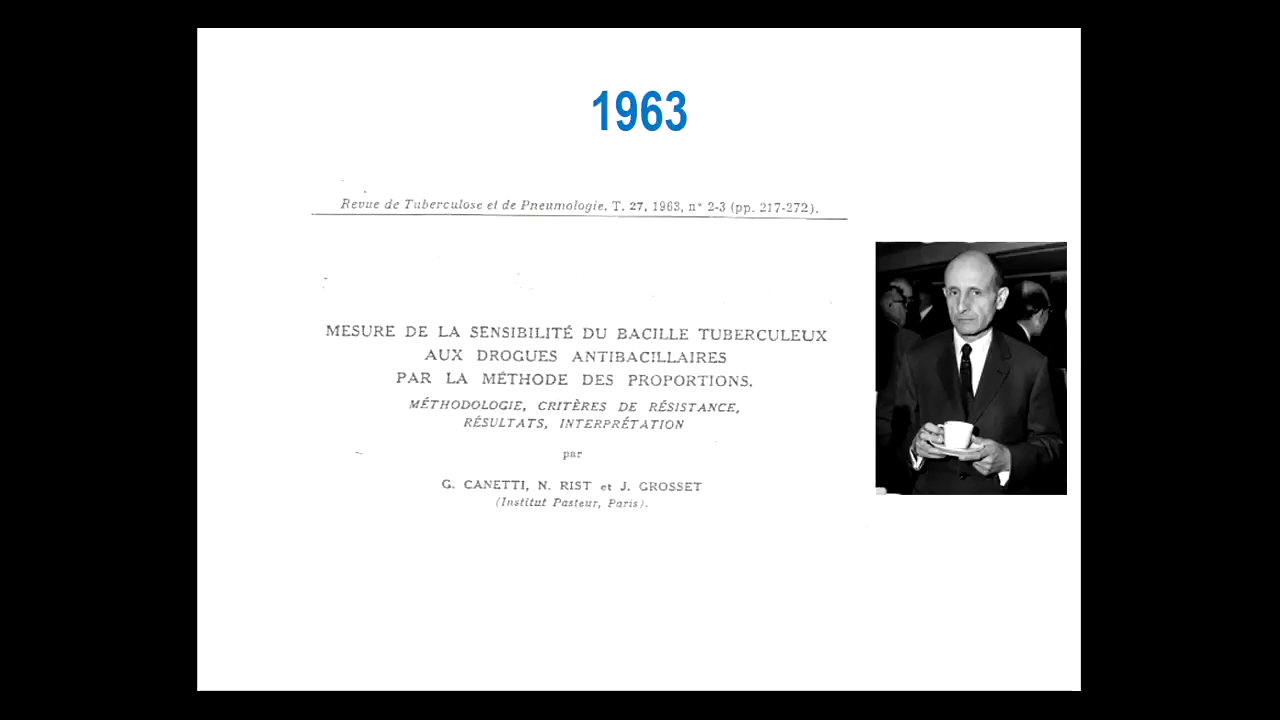 1963
Revue de Tuberculose et de Pneumologie, T. 27, 1963, n° 2-3 (pp. 217-272).
MESURE DE LA SENSIBILITÉ DU BACILLE TUBERCULEUX
AUX DROGUES ANTIBACILLAIRES
PAR LA MÉTHODE DES PROPORTIONS.
MÉTHODOLOGIE, CRITÈRES DE RÉSISTANCE,
RÉSULTATS, INTERPRÉTATION
par
G. CANETTI, N. RIST et J. GROSSET
(Institut Pasteur, Paris).